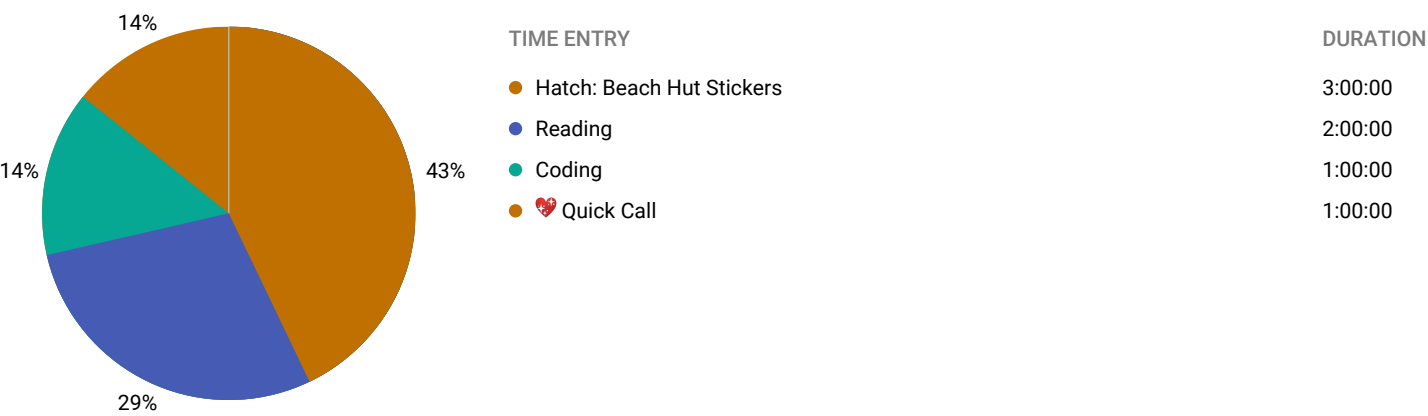 14%
14%
43%
29%
TIME ENTRY DURATION
Hatch: Beach Hut Stickers 3:00:00
Reading 2:00:00
Coding 1:00:00
💖 Quick Call 1:00:00